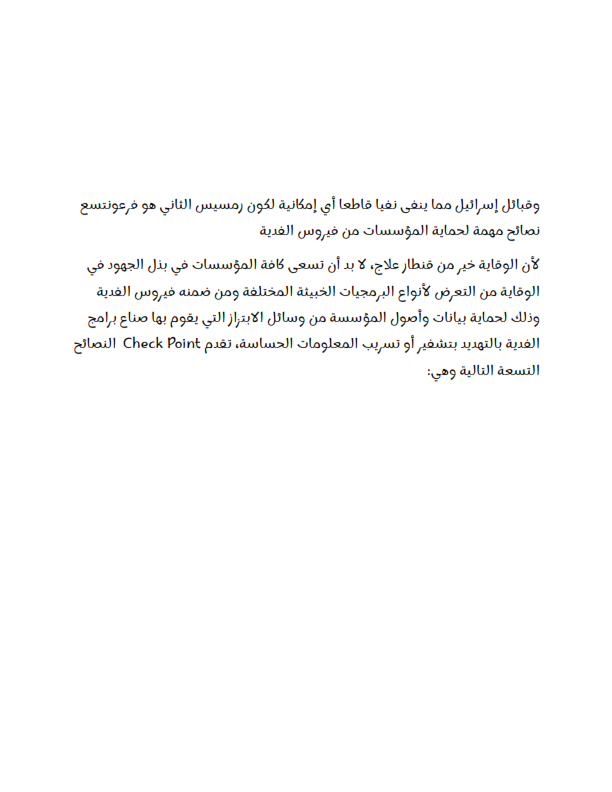 وقبائل إسرائيل مما ينفى نفيا قاطعا أي إمكانية لكون رمسيس الثاني هو فرعونتسع
نصائح مهمة لحماية المؤسسات من فيروس الفدية
لأن الوقاية خير من قنطار علاج، لا بد أن تسعى كافة المؤسسات في بذل الجهود في
الوقاية من التعرض لأنواع البرمجيات الخبيثة المختلفة ومن ضمنه فيروس الفدية
وذلك لحماية بيانات وأصول المؤسسة من وسائل الابتزاز التي يقوم بها صناع برامج
الفدية بالتهديد بتشفير أو تسريب المعلومات الحساسة، تقدم Check Point النصائح
التسعة التالية وهي: